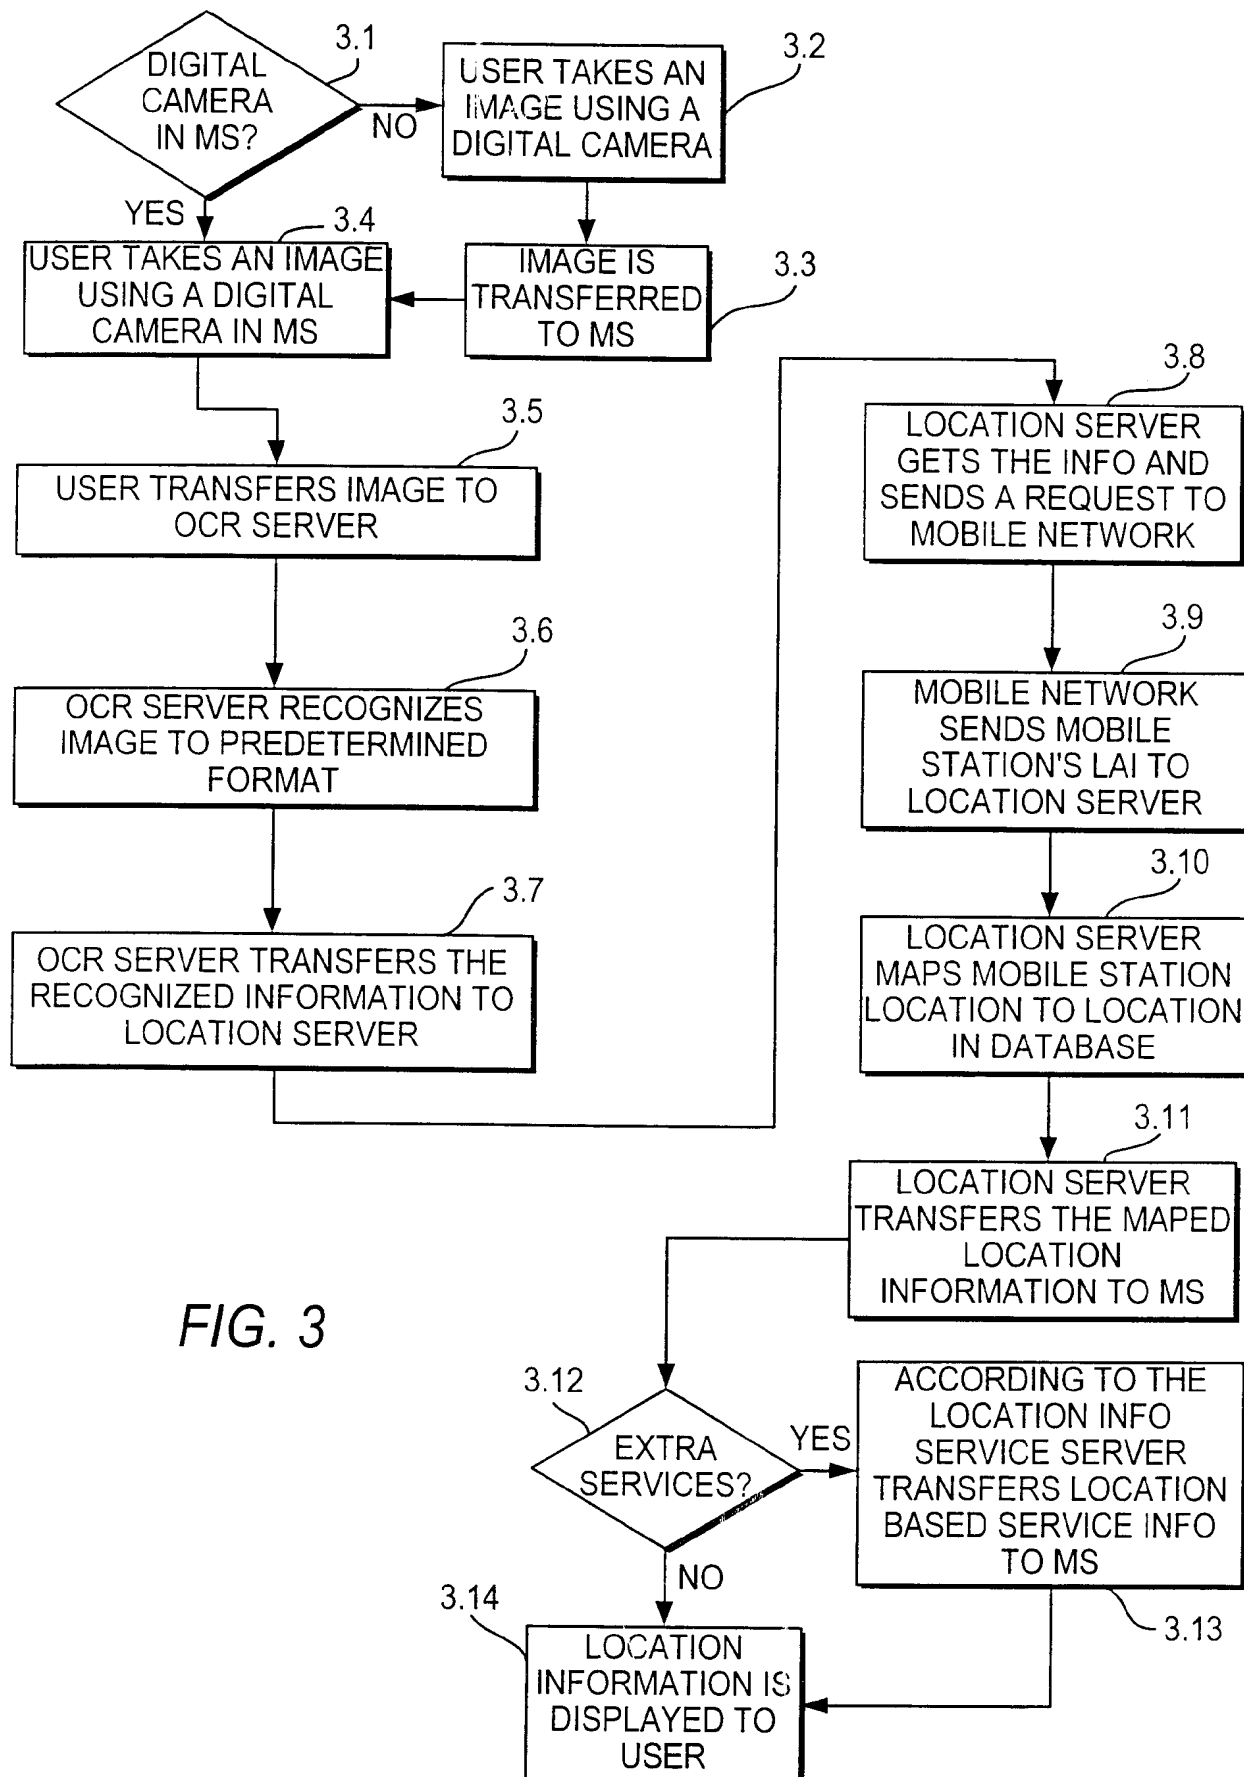 DIGITAL
CAMERA
IN MS?
3.1
NO
USER TAKES AN
IMAGE USING A
DIGITAL CAMERA
3.2
YES
3.4
USER TAKES AN IMAGE
USING A DIGITAL
CAMERA IN MS
IMAGE IS
TRANSFERRED
TO MS
3.3
3.5
USER TRANSFERS IMAGE TO
OCR SERVER
3.6
OCR SERVER RECOGNIZES
IMAGE TO PREDETERMINED
FORMAT
3.7
OCR SERVER TRANSFERS THE
RECOGNIZED INFORMATION TO
LOCATION SERVER
3.8
LOCATION SERVER
GETS THE INFO AND
SENDS A REQUEST TO
MOBILE NETWORK
3.9
MOBILE NETWORK
SENDS MOBILE
STATION'S LAI TO
LOCATION SERVER
3.10
LOCATION SERVER
MAPS MOBILE STATION
LOCATION TO LOCATION
IN DATABASE
3.11
LOCATION SERVER
TRANSFERS THE MAPED
LOCATION
INFORMATION TO MS
FIG. 3
3.12
EXTRA
SERVICES?
YES
ACCORDING TO THE
LOCATION INFO
SERVICE SERVER
TRANSFERS LOCATION
BASED SERVICE INFO
TO MS
3.13
NO
3.14
LOCATION
INFORMATION IS
DISPLAYED TO
USER